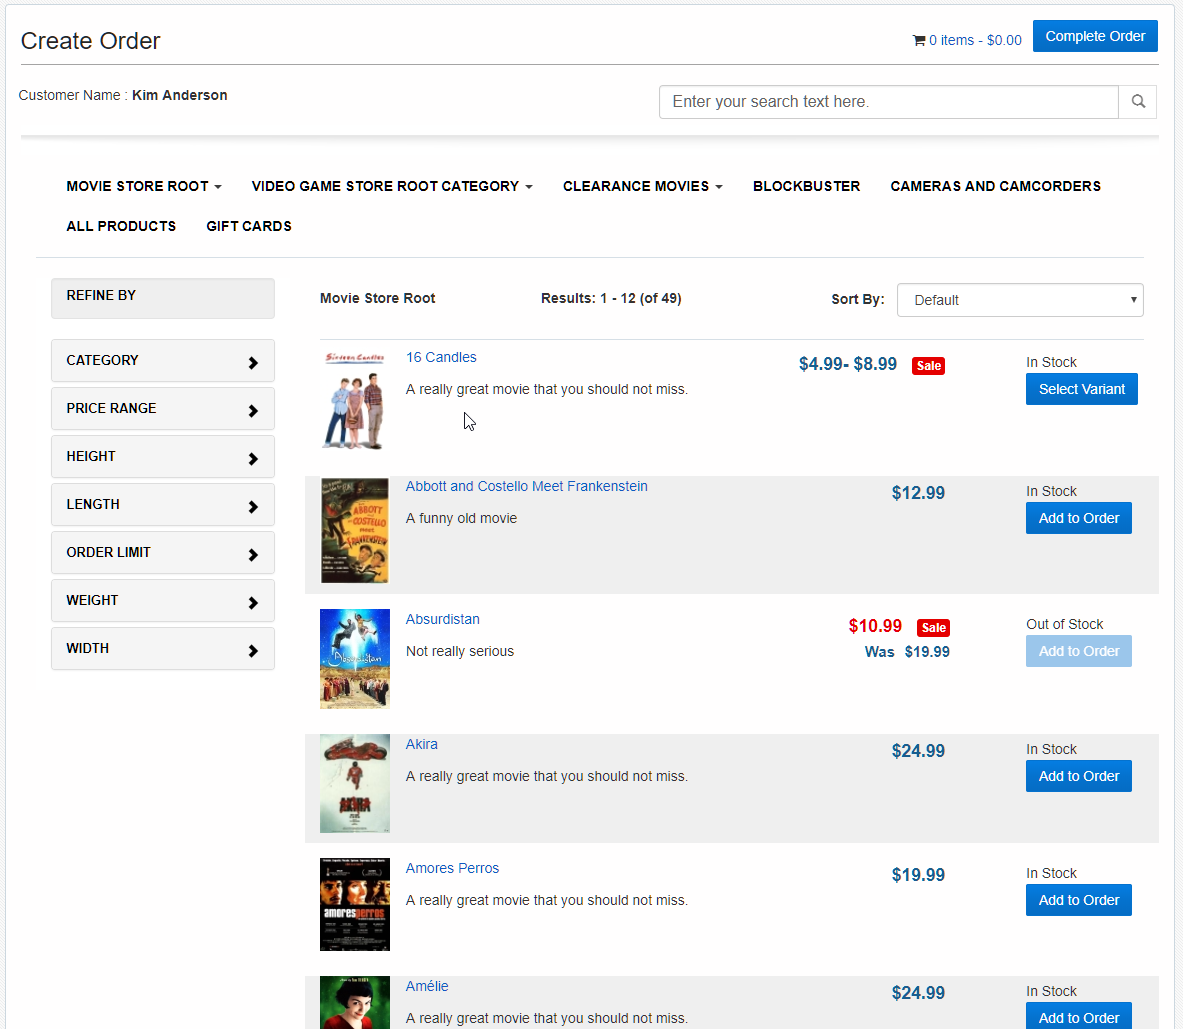 Create Order
0 items - $0.00
Complete Order
Customer Name : Kim Anderson
Enter your search text here.
MOVIE STORE ROOT
VIDEO GAME STORE ROOT CATEGORY
CLEARANCE MOVIES
BLOCKBUSTER
CAMERAS AND CAMCORDERS
ALL PRODUCTS
GIFT CARDS
REFINE BY
CATEGORY
PRICE RANGE
HEIGHT
LENGTH
ORDER LIMIT
WEIGHT
WIDTH
Movie Store Root
Results: 1 - 12 (of 49)
Sort By:
Default
Sixteen Candles
16 Candles
A really great movie that you should not miss.
$4.99- $8.99
Sale
In Stock
Select Variant
ABBOTT
COSTELLO
meet
FRANKENSTEIN
Abbott and Costello Meet Frankenstein
A funny old movie
$12.99
In Stock
Add to Order
Absurdistan
Absurdistan
Not really serious
$10.99
Sale
Was $19.99
Out of Stock
Add to Order
AKIRA
Akira
A really great movie that you should not miss.
$24.99
In Stock
Add to Order
amoresperros
Amores Perros
A really great movie that you should not miss.
$19.99
In Stock
Add to Order
Amélie
A really great movie that you should not miss.
$24.99
In Stock
Add to Order